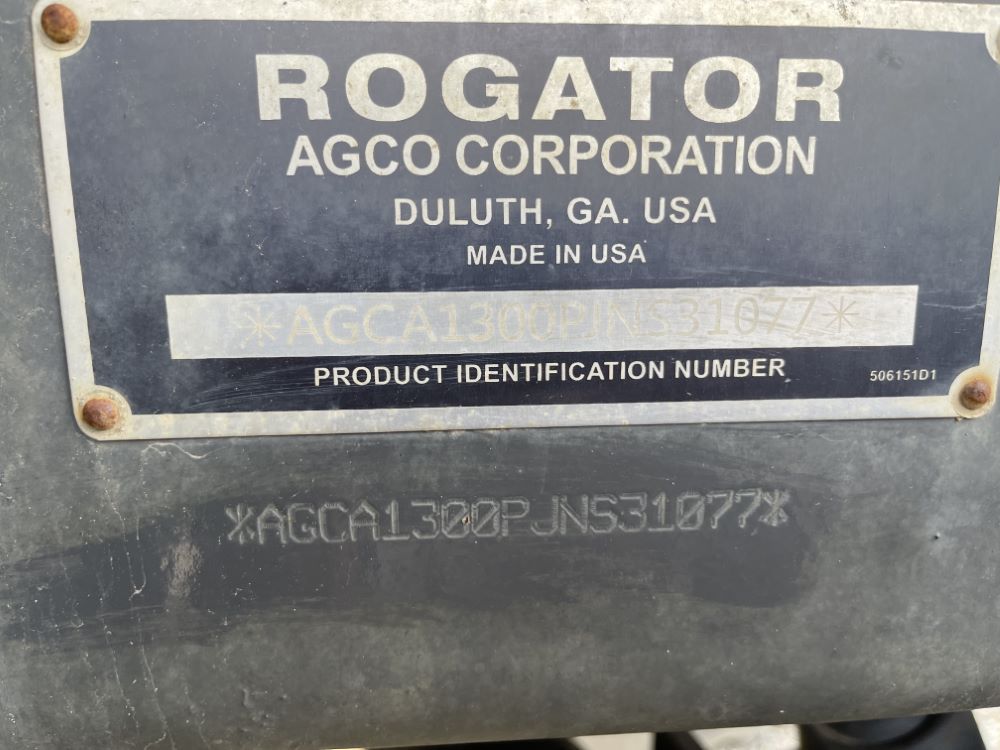 ROGATOR
AGCO CORPORATION
DULUTH, GA. USA
MADE IN USA
*AGCA1300PJNS31077*
PRODUCT IDENTIFICATION NUMBER
506151D1
*AGCA1300PJNS31077*